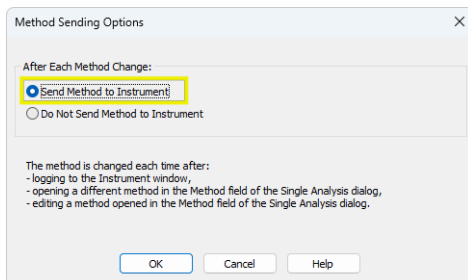 Method Sending Options
After Each Method Change:
Send Method to Instrument
Do Not Send Method to Instrument
The method is changed each time after:
- logging to the Instrument window,
- opening a different method in the Method field of the Single Analysis dialog,
- editing a method opened in the Method field of the Single Analysis dialog.
OK Cancel Help